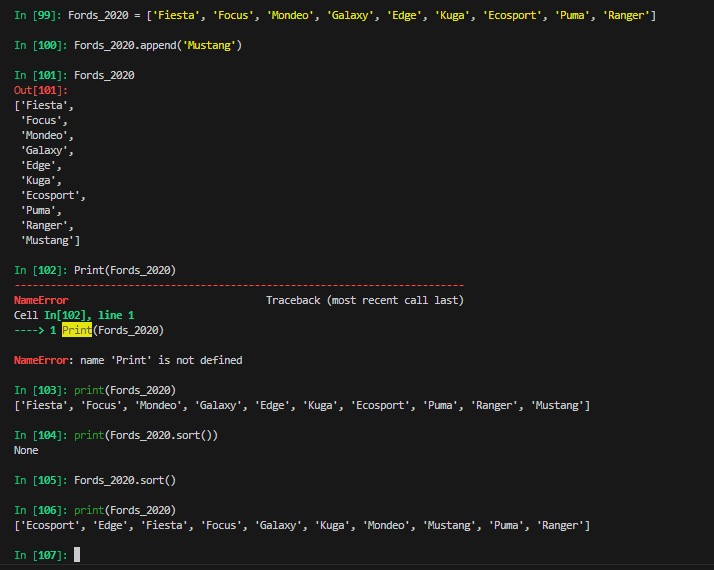 In [99]: Fords_2020 = ['Fiesta', 'Focus', 'Mondeo', 'Galaxy', 'Edge', 'Kuga', 'Ecosport', 'Puma', 'Ranger']
In [100]: Fords_2020.append('Mustang')
In [101]: Fords_2020
Out[101]:
['Fiesta',
'Focus',
'Mondeo',
'Galaxy',
'Edge',
'Kuga',
'Ecosport',
'Puma',
'Ranger',
'Mustang']
In [102]: Print(Fords_2020)
---------------------------------------------------------------------------
NameError                                 Traceback (most recent call last)
Cell In[102], line 1
----> 1 Print(Fords_2020)
NameError: name 'Print' is not defined
In [103]: print(Fords_2020)
['Fiesta', 'Focus', 'Mondeo', 'Galaxy', 'Edge', 'Kuga', 'Ecosport', 'Puma', 'Ranger', 'Mustang']
In [104]: print(Fords_2020.sort())
None
In [105]: Fords_2020.sort()
In [106]: print(Fords_2020)
['Ecosport', 'Edge', 'Fiesta', 'Focus', 'Galaxy', 'Kuga', 'Mondeo', 'Mustang', 'Puma', 'Ranger']
In [107]: